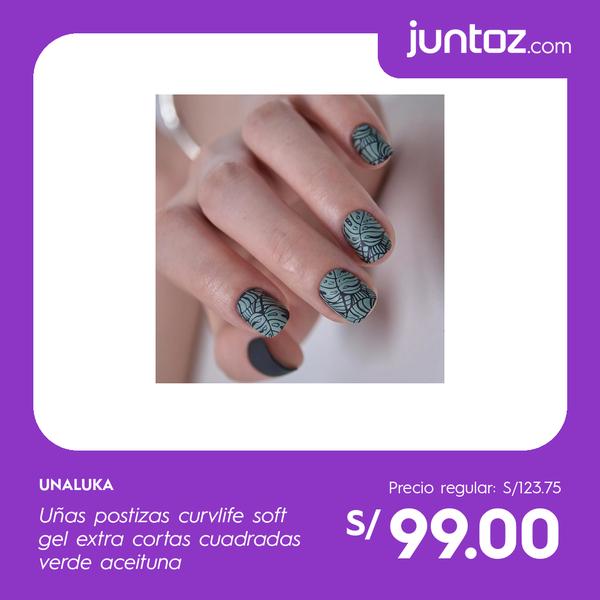 juntoz.com
UNALUKA
Uñas postizas curvlife soft
gel extra cortas cuadradas
verde aceituna
Precio regular: S/123.75
S/ 99.00